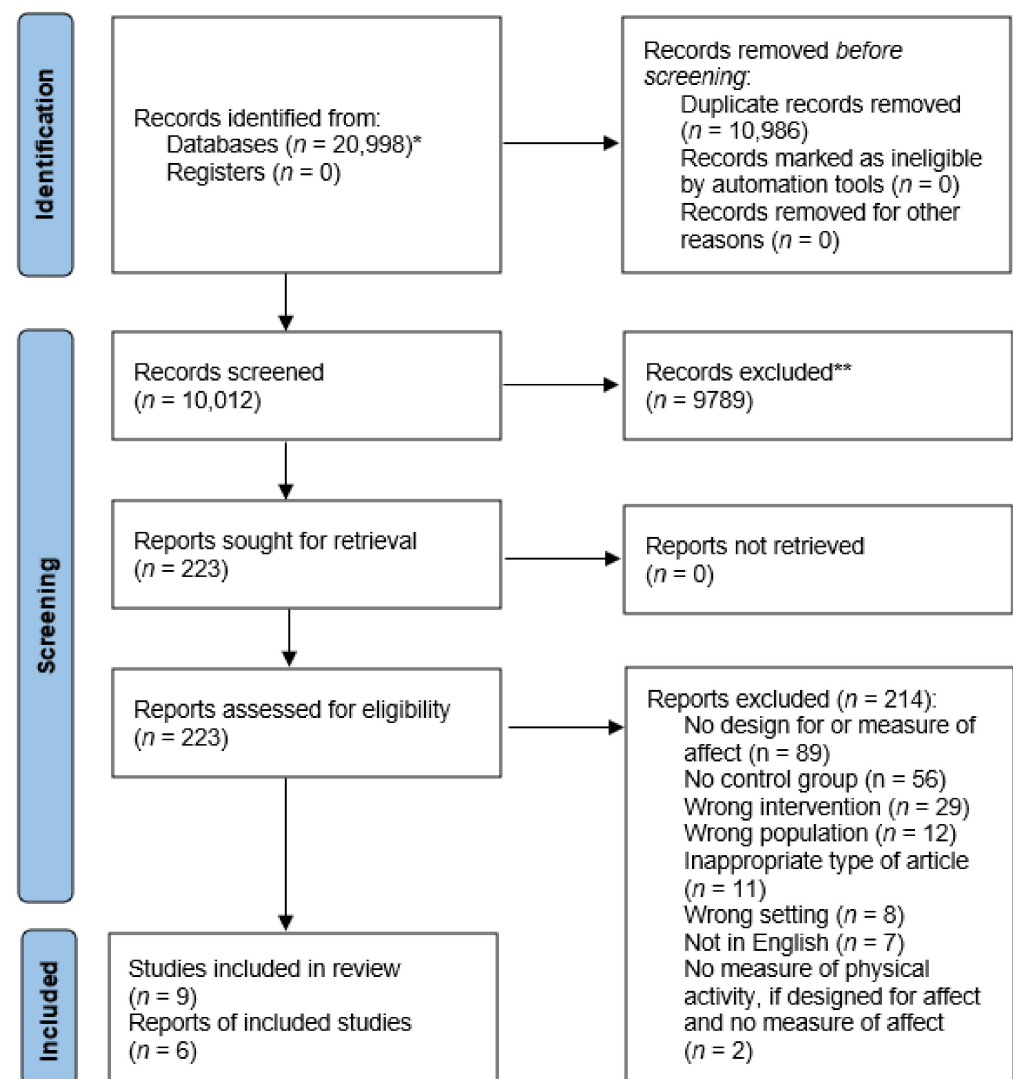 Identification
Records identified from:
Databases (n = 20,998)*
Registers (n = 0)
Records removed before
screening:
Duplicate records removed
(n = 10,986)
Records marked as ineligible
by automation tools (n = 0)
Records removed for other
reasons (n = 0)
Screening
Records screened
(n = 10,012)
Records excluded**
(n = 9789)
Reports sought for retrieval
(n = 223)
Reports not retrieved
(n = 0)
Reports assessed for eligibility
(n = 223)
Reports excluded (n = 214):
No design for or measure of
affect (n = 89)
No control group (n = 56)
Wrong intervention (n = 29)
Wrong population (n = 12)
Inappropriate type of article
(n = 11)
Wrong setting (n = 8)
Not in English (n = 7)
No measure of physical
activity, if designed for affect
and no measure of affect
(n = 2)
Included
Studies included in review
(n = 9)
Reports of included studies
(n = 6)